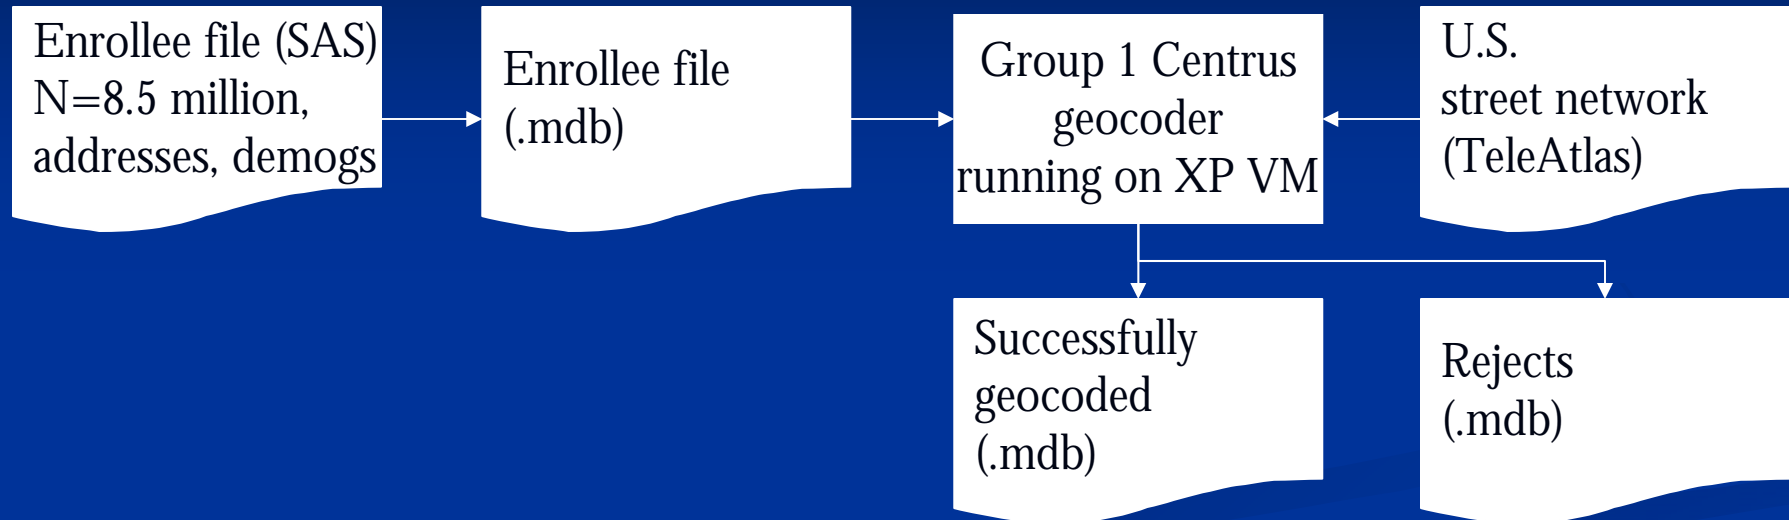 Enrollee file (SAS)
N=8.5 million,
addresses, demogs
Enrollee file
(.mdb)
Group 1 Centrus
geocoder
running on XP VM
U.S.
street network
(TeleAtlas)
Successfully
geocoded
(.mdb)
Rejects
(.mdb)